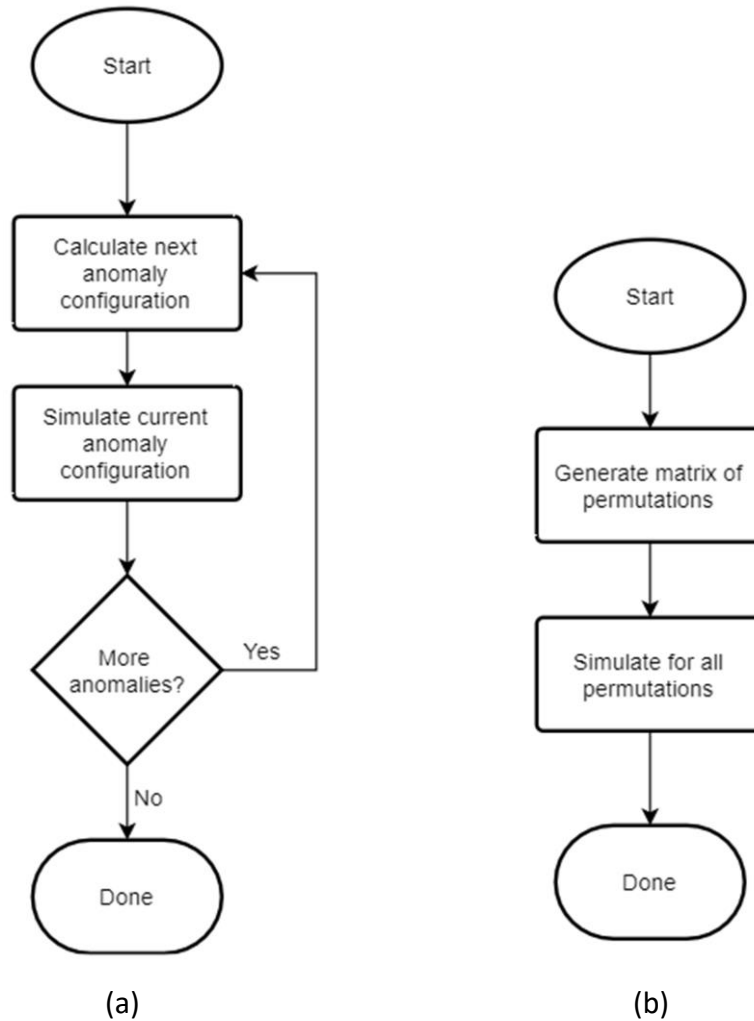 Start
Calculate next
anomaly
configuration
Simulate current
anomaly
configuration
More
anomalies?
Yes
No
Done
(a)
Start
Generate matrix of
permutations
Simulate for all
permutations
Done
(b)